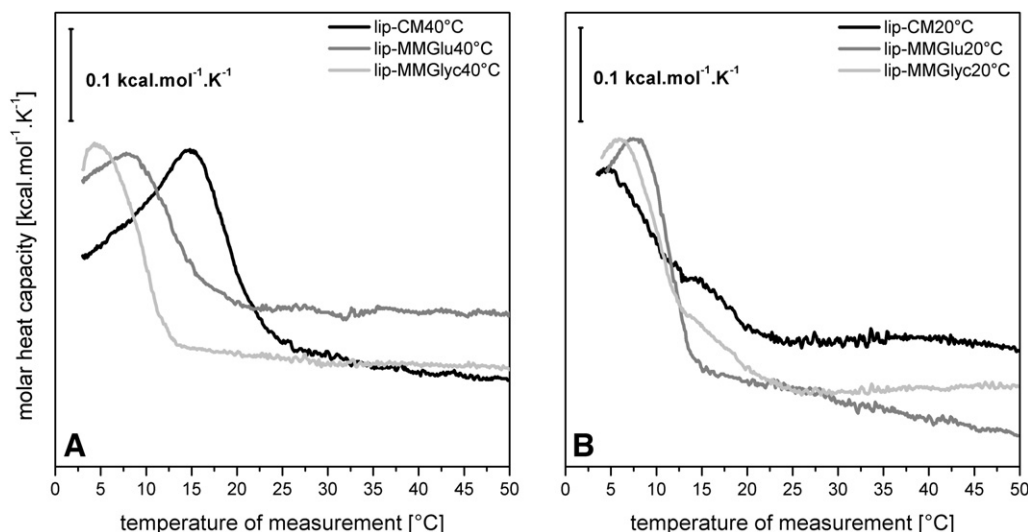 molar heat capacity [kcal.mol⁻¹.K⁻¹]
0.1 kcal.mol⁻¹.K⁻¹
lip-CM40°C
lip-MMGlu40°C
lip-MMGlyc40°C
A
0 5 10 15 20 25 30 35 40 45 50
temperature of measurement [°C]
0.1 kcal.mol⁻¹.K⁻¹
lip-CM20°C
lip-MMGlu20°C
lip-MMGlyc20°C
B
0 5 10 15 20 25 30 35 40 45 50
temperature of measurement [°C]